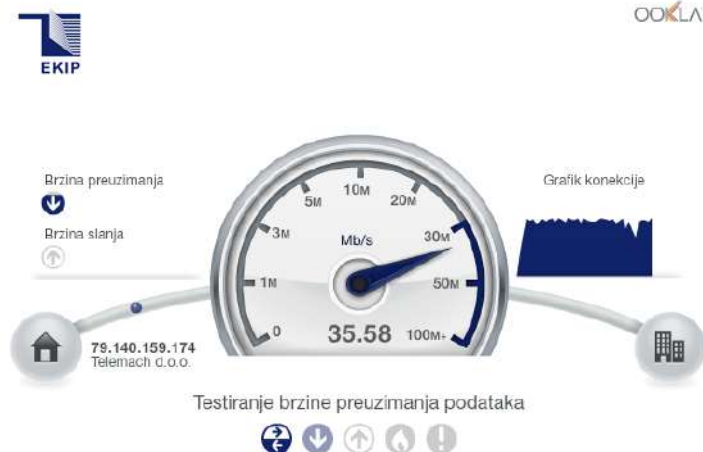 OOKLA
EKIP
Brzina preuzimanja
Brzina slanja
Grafik konekcije
0
1M
3M
5M
10M
20M
30M
50M
100M+
Mb/s
35.58
79.140.159.174
Telemach d.o.o.
Testiranje brzine preuzimanja podataka